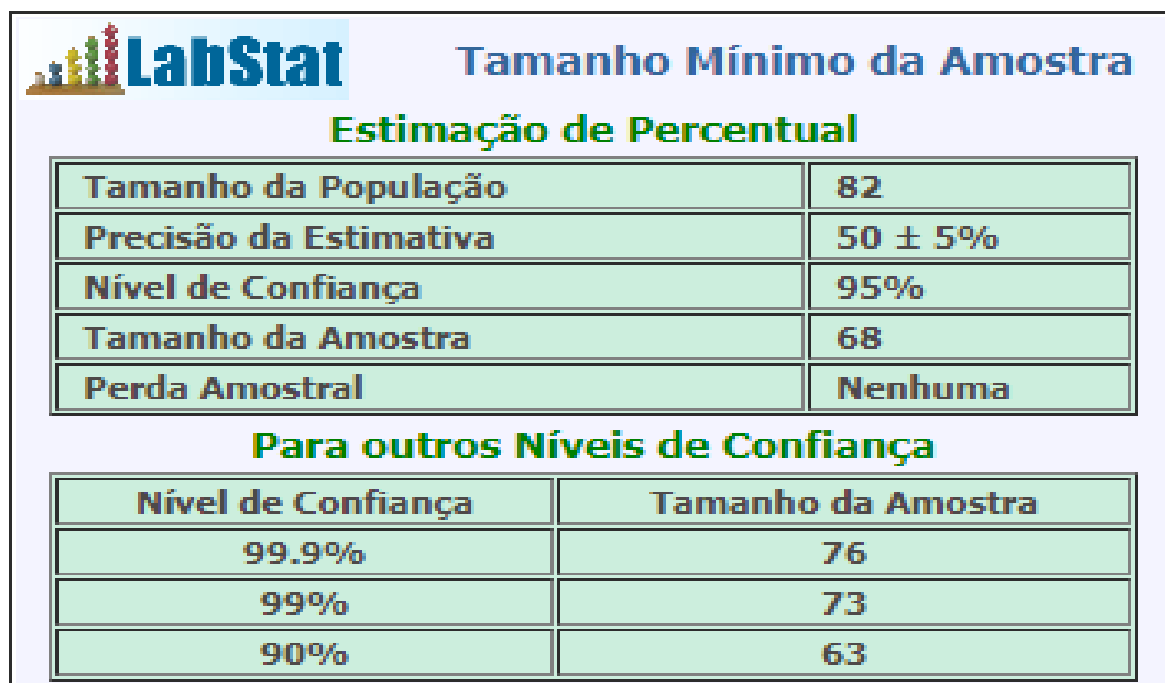 LabStat Tamanho Mínimo da Amostra
Estimação de Percentual
Tamanho da População 82
Precisão da Estimativa 50 ± 5%
Nível de Confiança 95%
Tamanho da Amostra 68
Perda Amostral Nenhuma
Para outros Níveis de Confiança
Nível de Confiança Tamanho da Amostra
99.9% 76
99% 73
90% 63